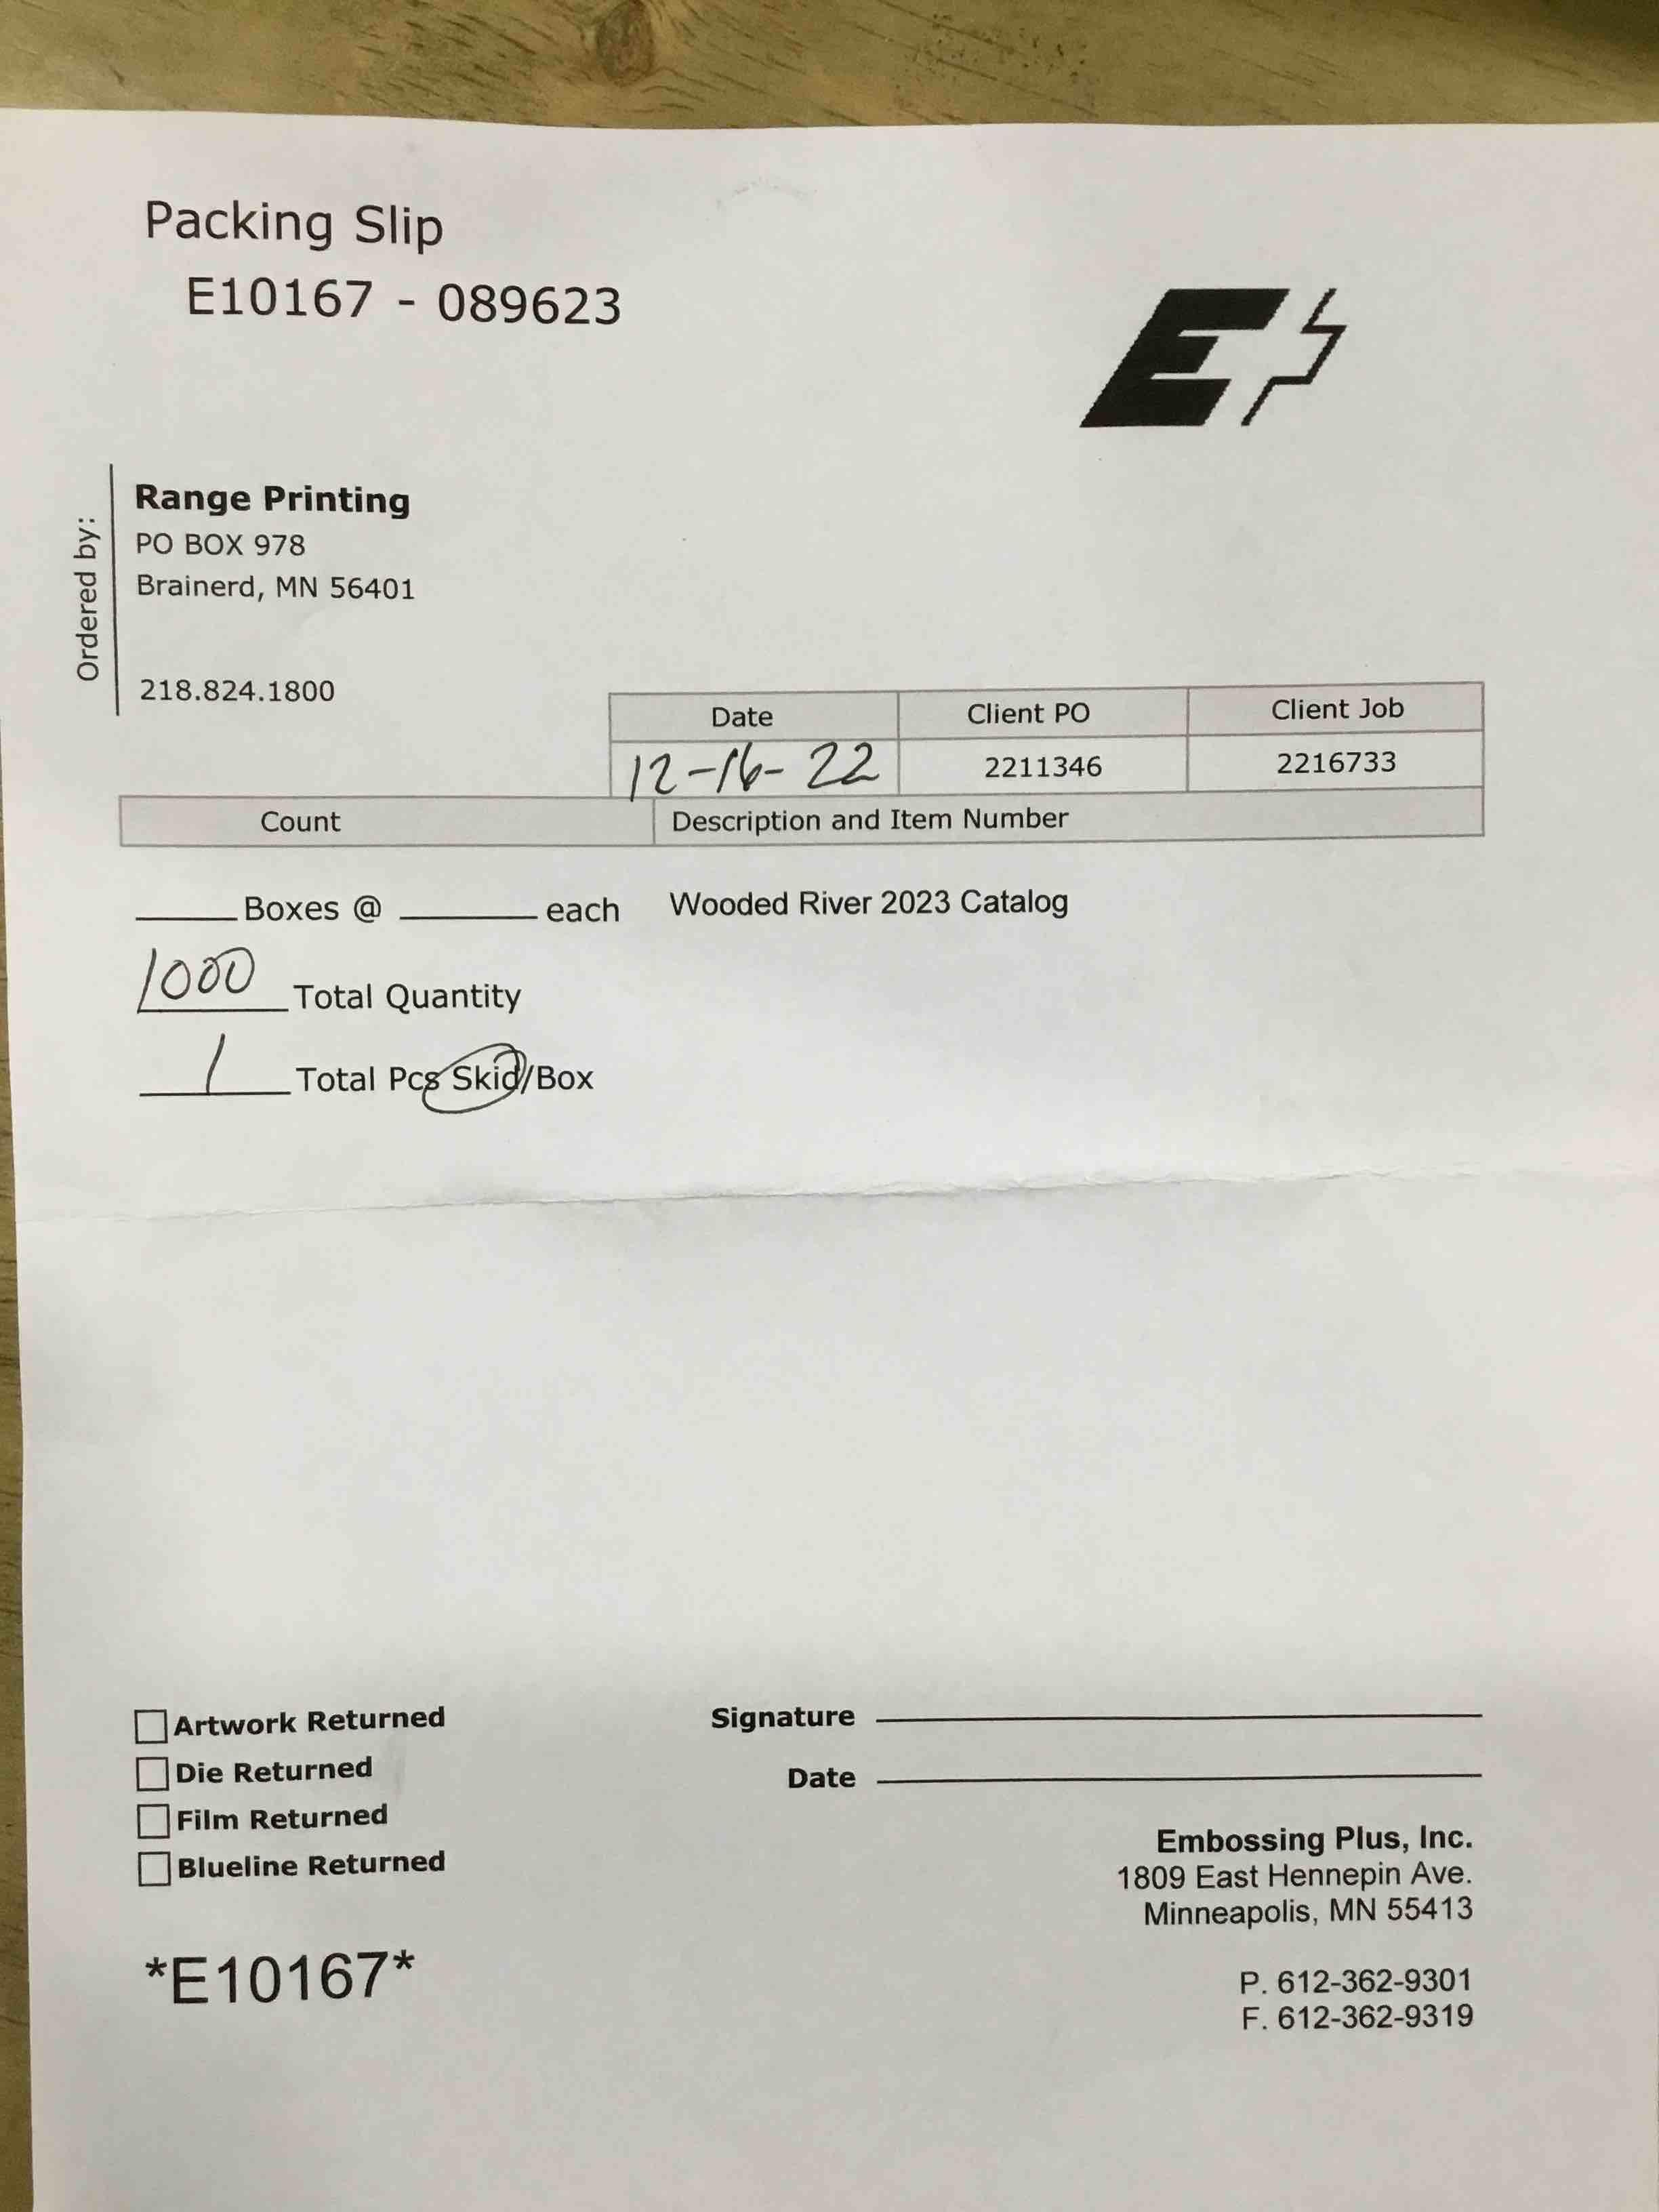 Packing Slip
E10167 - 089623
E
Ordered by:
Range Printing
PO BOX 978
Brainerd, MN 56401
218.824.1800
Date Client PO Client Job
12-16-22 2211346 2216733
Count Description and Item Number
_____ Boxes @ _____ each Wooded River 2023 Catalog
1000 Total Quantity
1 Total Pcs Skid/Box
Artwork Returned
Die Returned
Film Returned
Blueline Returned
*E10167*
Signature
Date
Embossing Plus, Inc.
1809 East Hennepin Ave.
Minneapolis, MN 55413
P. 612-362-9301
F. 612-362-9319